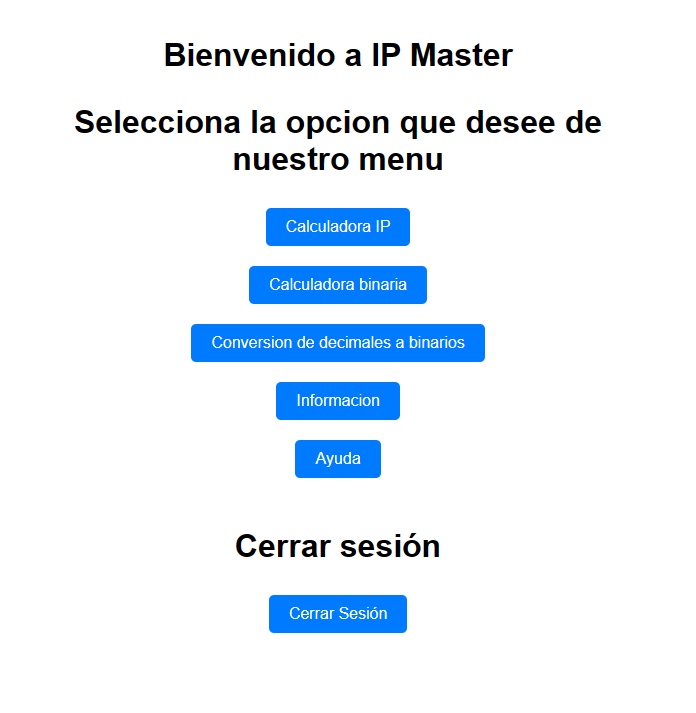 Bienvenido a IP Master
Selecciona la opcion que desee de
nuestro menu
Calculadora IP
Calculadora binaria
Conversion de decimales a binarios
Informacion
Ayuda
Cerrar sesión
Cerrar Sesión